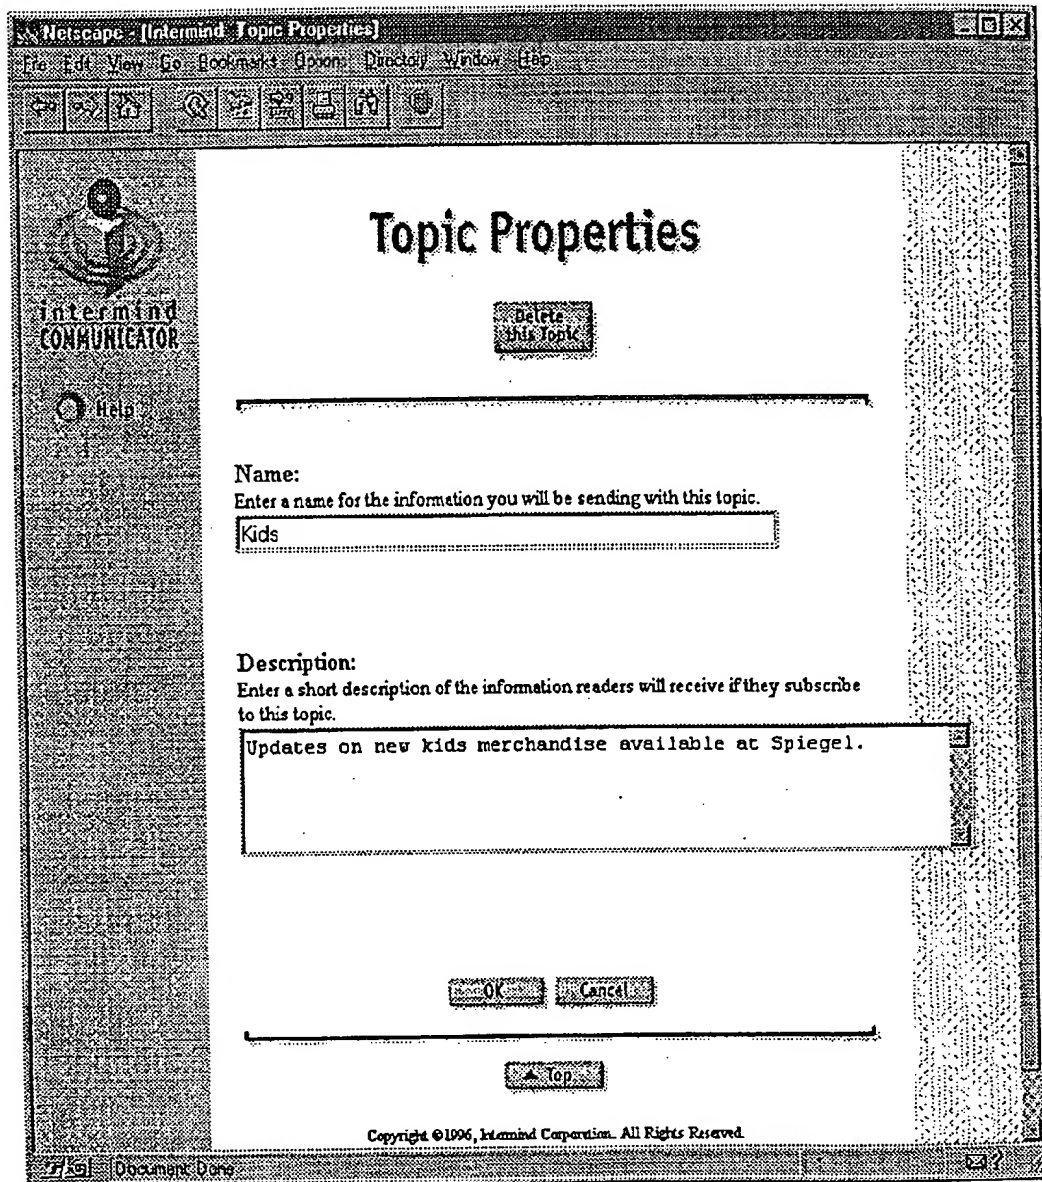 Netscape - [Intermind Topic Properties]
File Edit View Go Bookmarks Options Directory Window Help
intermind
COMMUNICATOR
Help
Topic Properties
Delete
this Topic
Name:
Enter a name for the information you will be sending with this topic.
Kids
Description:
Enter a short description of the information readers will receive if they subscribe
to this topic.
Updates on new kids merchandise available at Spiegel.
OK Cancel
Top
Copyright ©1996, Intermind Corporation. All Rights Reserved
Document: Done